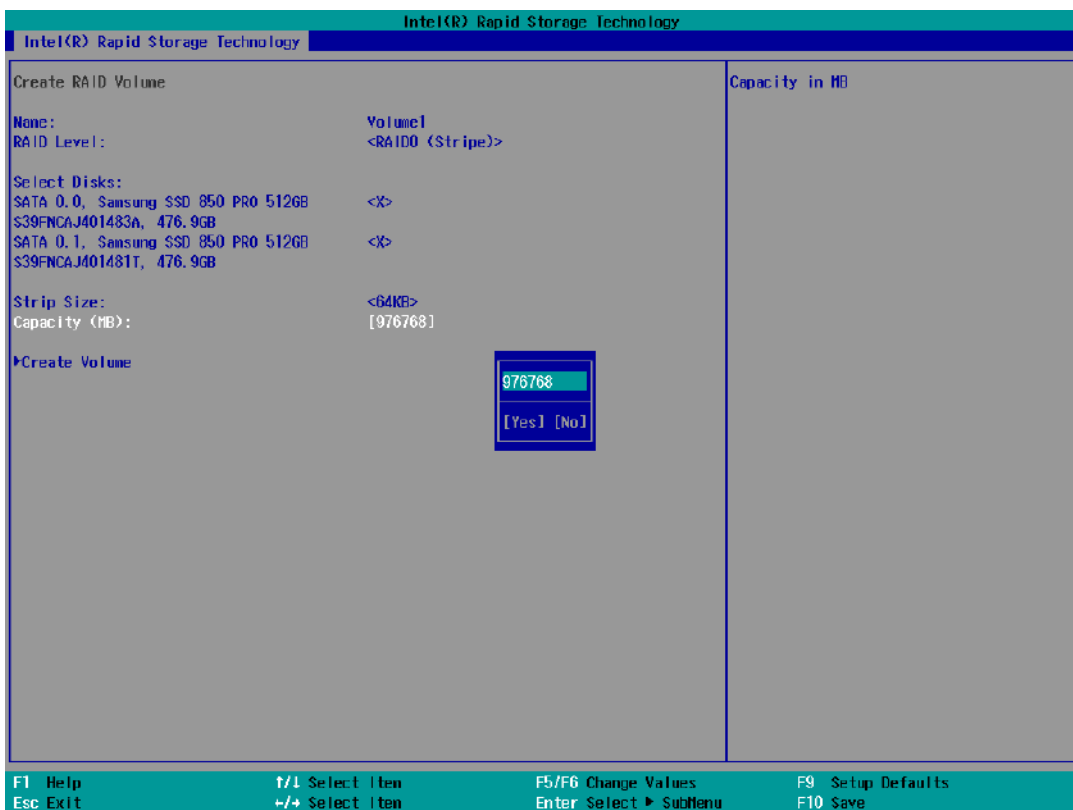 Intel(R) Rapid Storage Technology
Intel(R) Rapid Storage Technology
Create RAID Volume
Capacity in MB
Name: Volume1
RAID Level: <RAID0 (Stripe)>
Select Disks:
SATA 0.0, Samsung SSD 850 PRO 512GB <X>
S39FNCAJ401483A, 476.9GB
SATA 0.1, Samsung SSD 850 PRO 512GB <X>
S39FNCAJ401481T, 476.9GB
Strip Size: <64KB>
Capacity (MB): [976768]
▶Create Volume
976768
[Yes] [No]
F1 Help ↑/↓ Select Item F5/F6 Change Values F9 Setup Defaults
Esc Exit ←/→ Select Item Enter Select ▶ SubMenu F10 Save